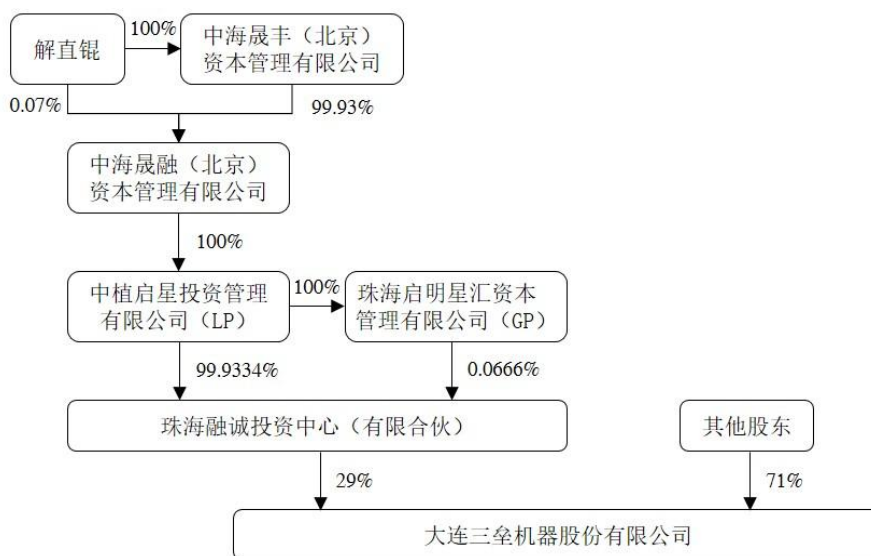 解直锟
100%
中海晟丰（北京）
资本管理有限公司
0.07%
99.93%
中海晟融（北京）
资本管理有限公司
100%
中植启星投资管理
有限公司（LP）
100%
珠海启明星汇资本
管理有限公司（GP）
99.9334%
0.0666%
珠海融诚投资中心（有限合伙）
其他股东
29%
71%
大连三垒机器股份有限公司